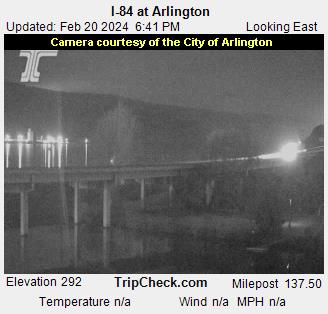 I-84 at Arlington
Updated: Feb 20 2024 6:41 PM Looking East
Camera courtesy of the City of Arlington
Elevation 292 TripCheck.com Milepost 137.50
Temperature n/a Wind n/a MPH n/a